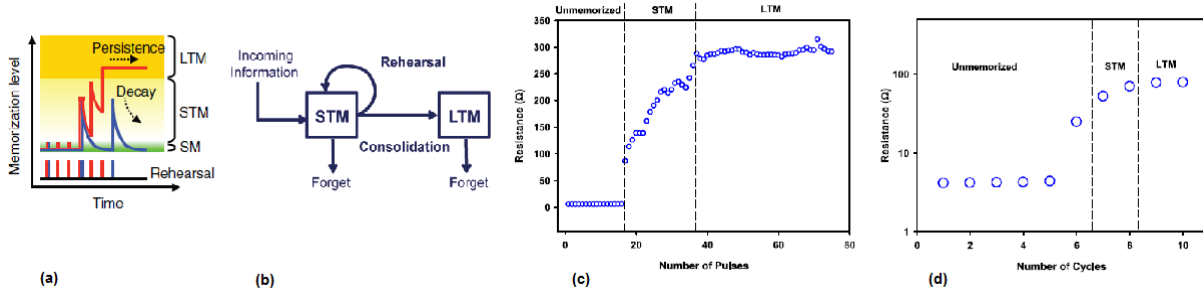 Memorization level
Persistence
LTM
Decay
STM
SM
Rehearsal
Time
(a)
Incoming
Information
Rehearsal
STM
LTM
Consolidation
Forget
Forget
(b)
Unmemorized
STM
LTM
Resistance (Ω)
350
300
250
200
150
100
50
0
0
20
40
60
80
Number of Pulses
(c)
Unmemorized
STM
LTM
Resistance (Ω)
100
10
1
0
2
4
6
8
10
Number of Cycles
(d)